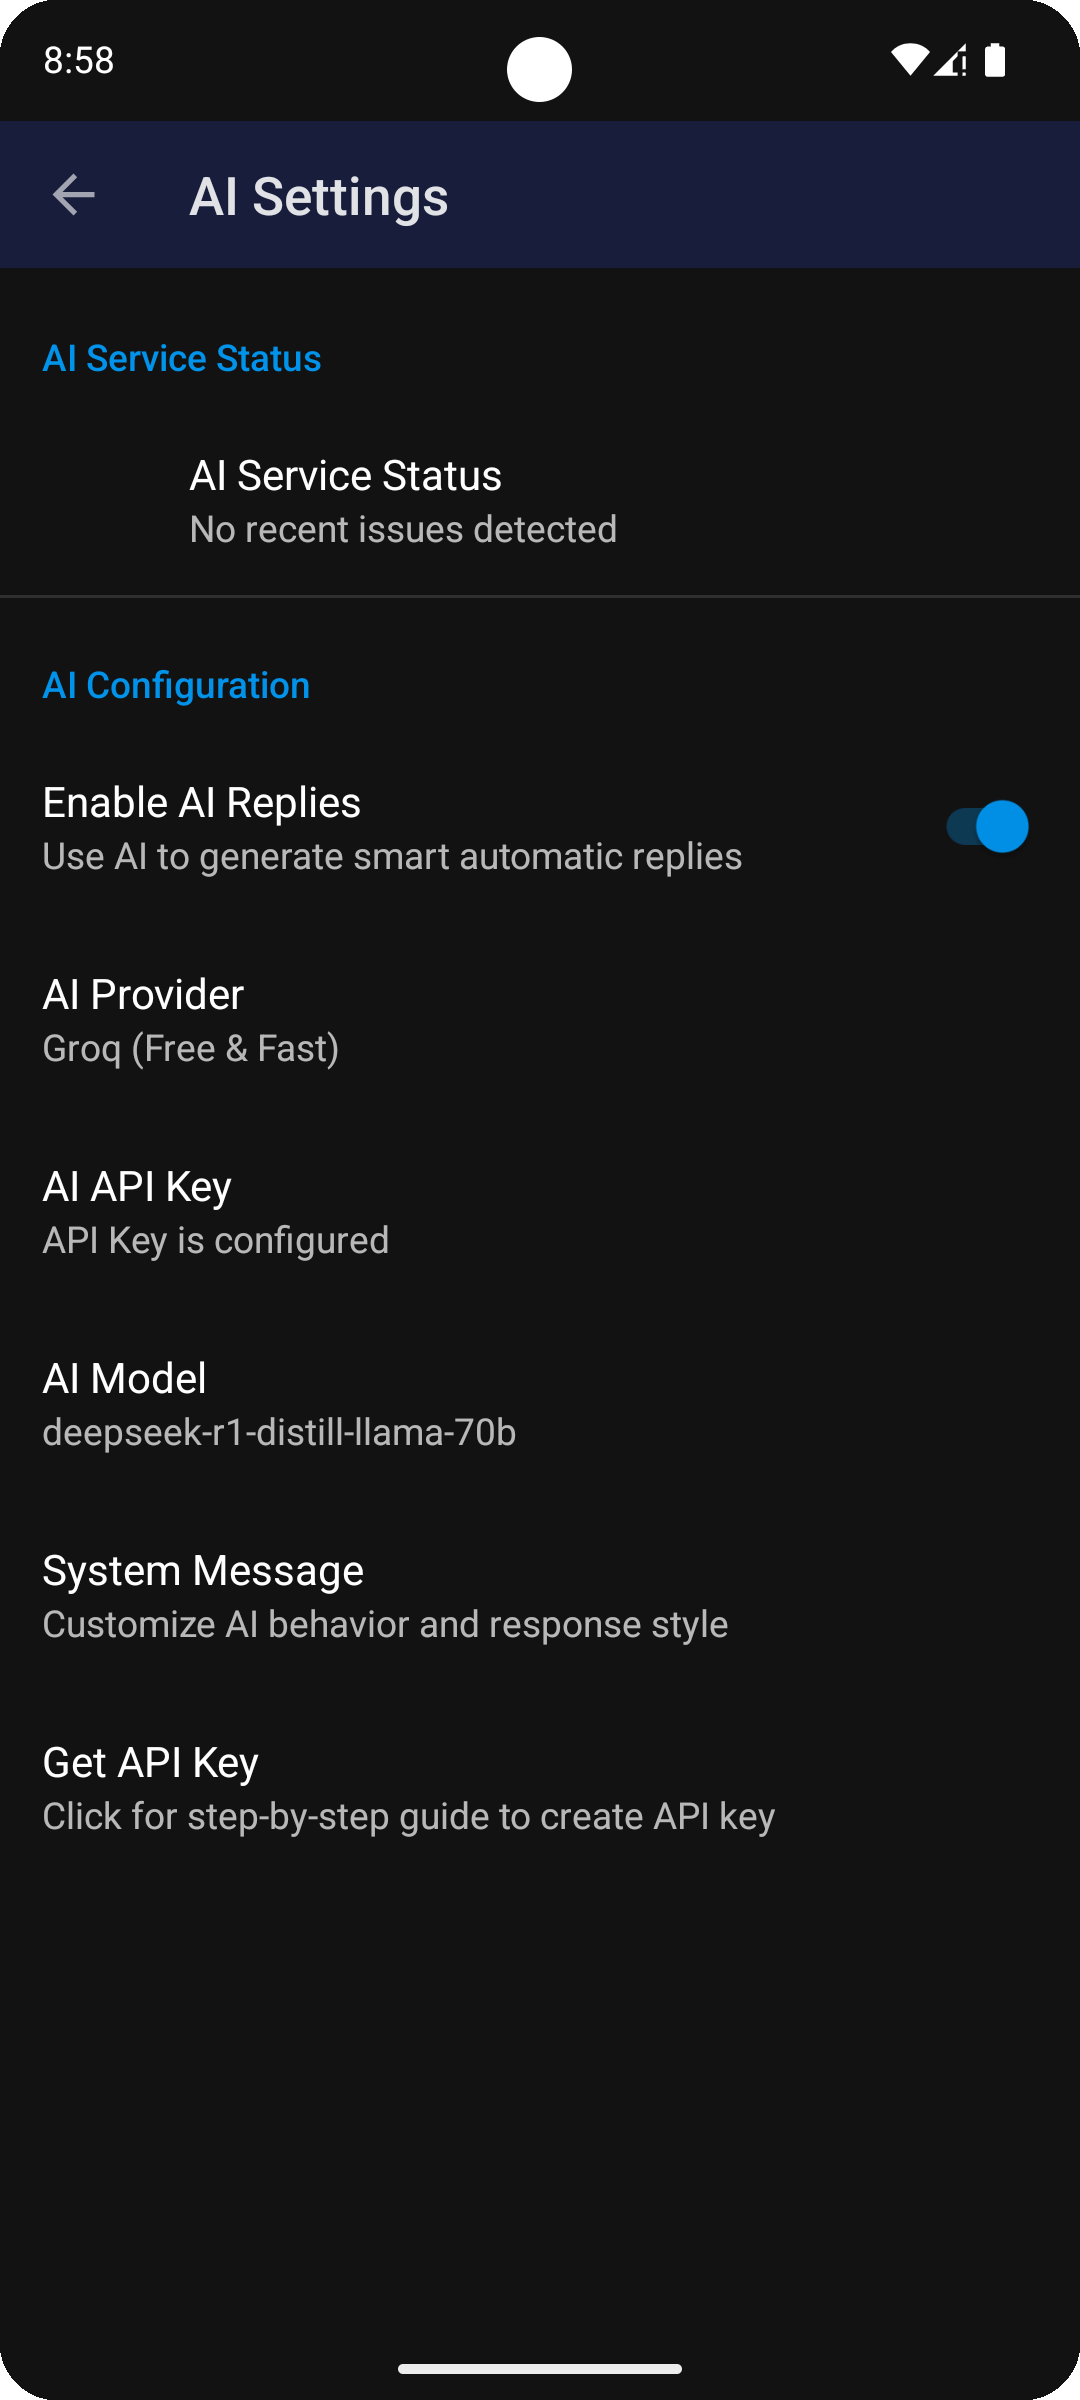 8:58
AI Settings
AI Service Status
AI Service Status
No recent issues detected
AI Configuration
Enable AI Replies
Use AI to generate smart automatic replies
AI Provider
Groq (Free & Fast)
AI API Key
API Key is configured
AI Model
deepseek-r1-distill-llama-70b
System Message
Customize AI behavior and response style
Get API Key
Click for step-by-step guide to create API key